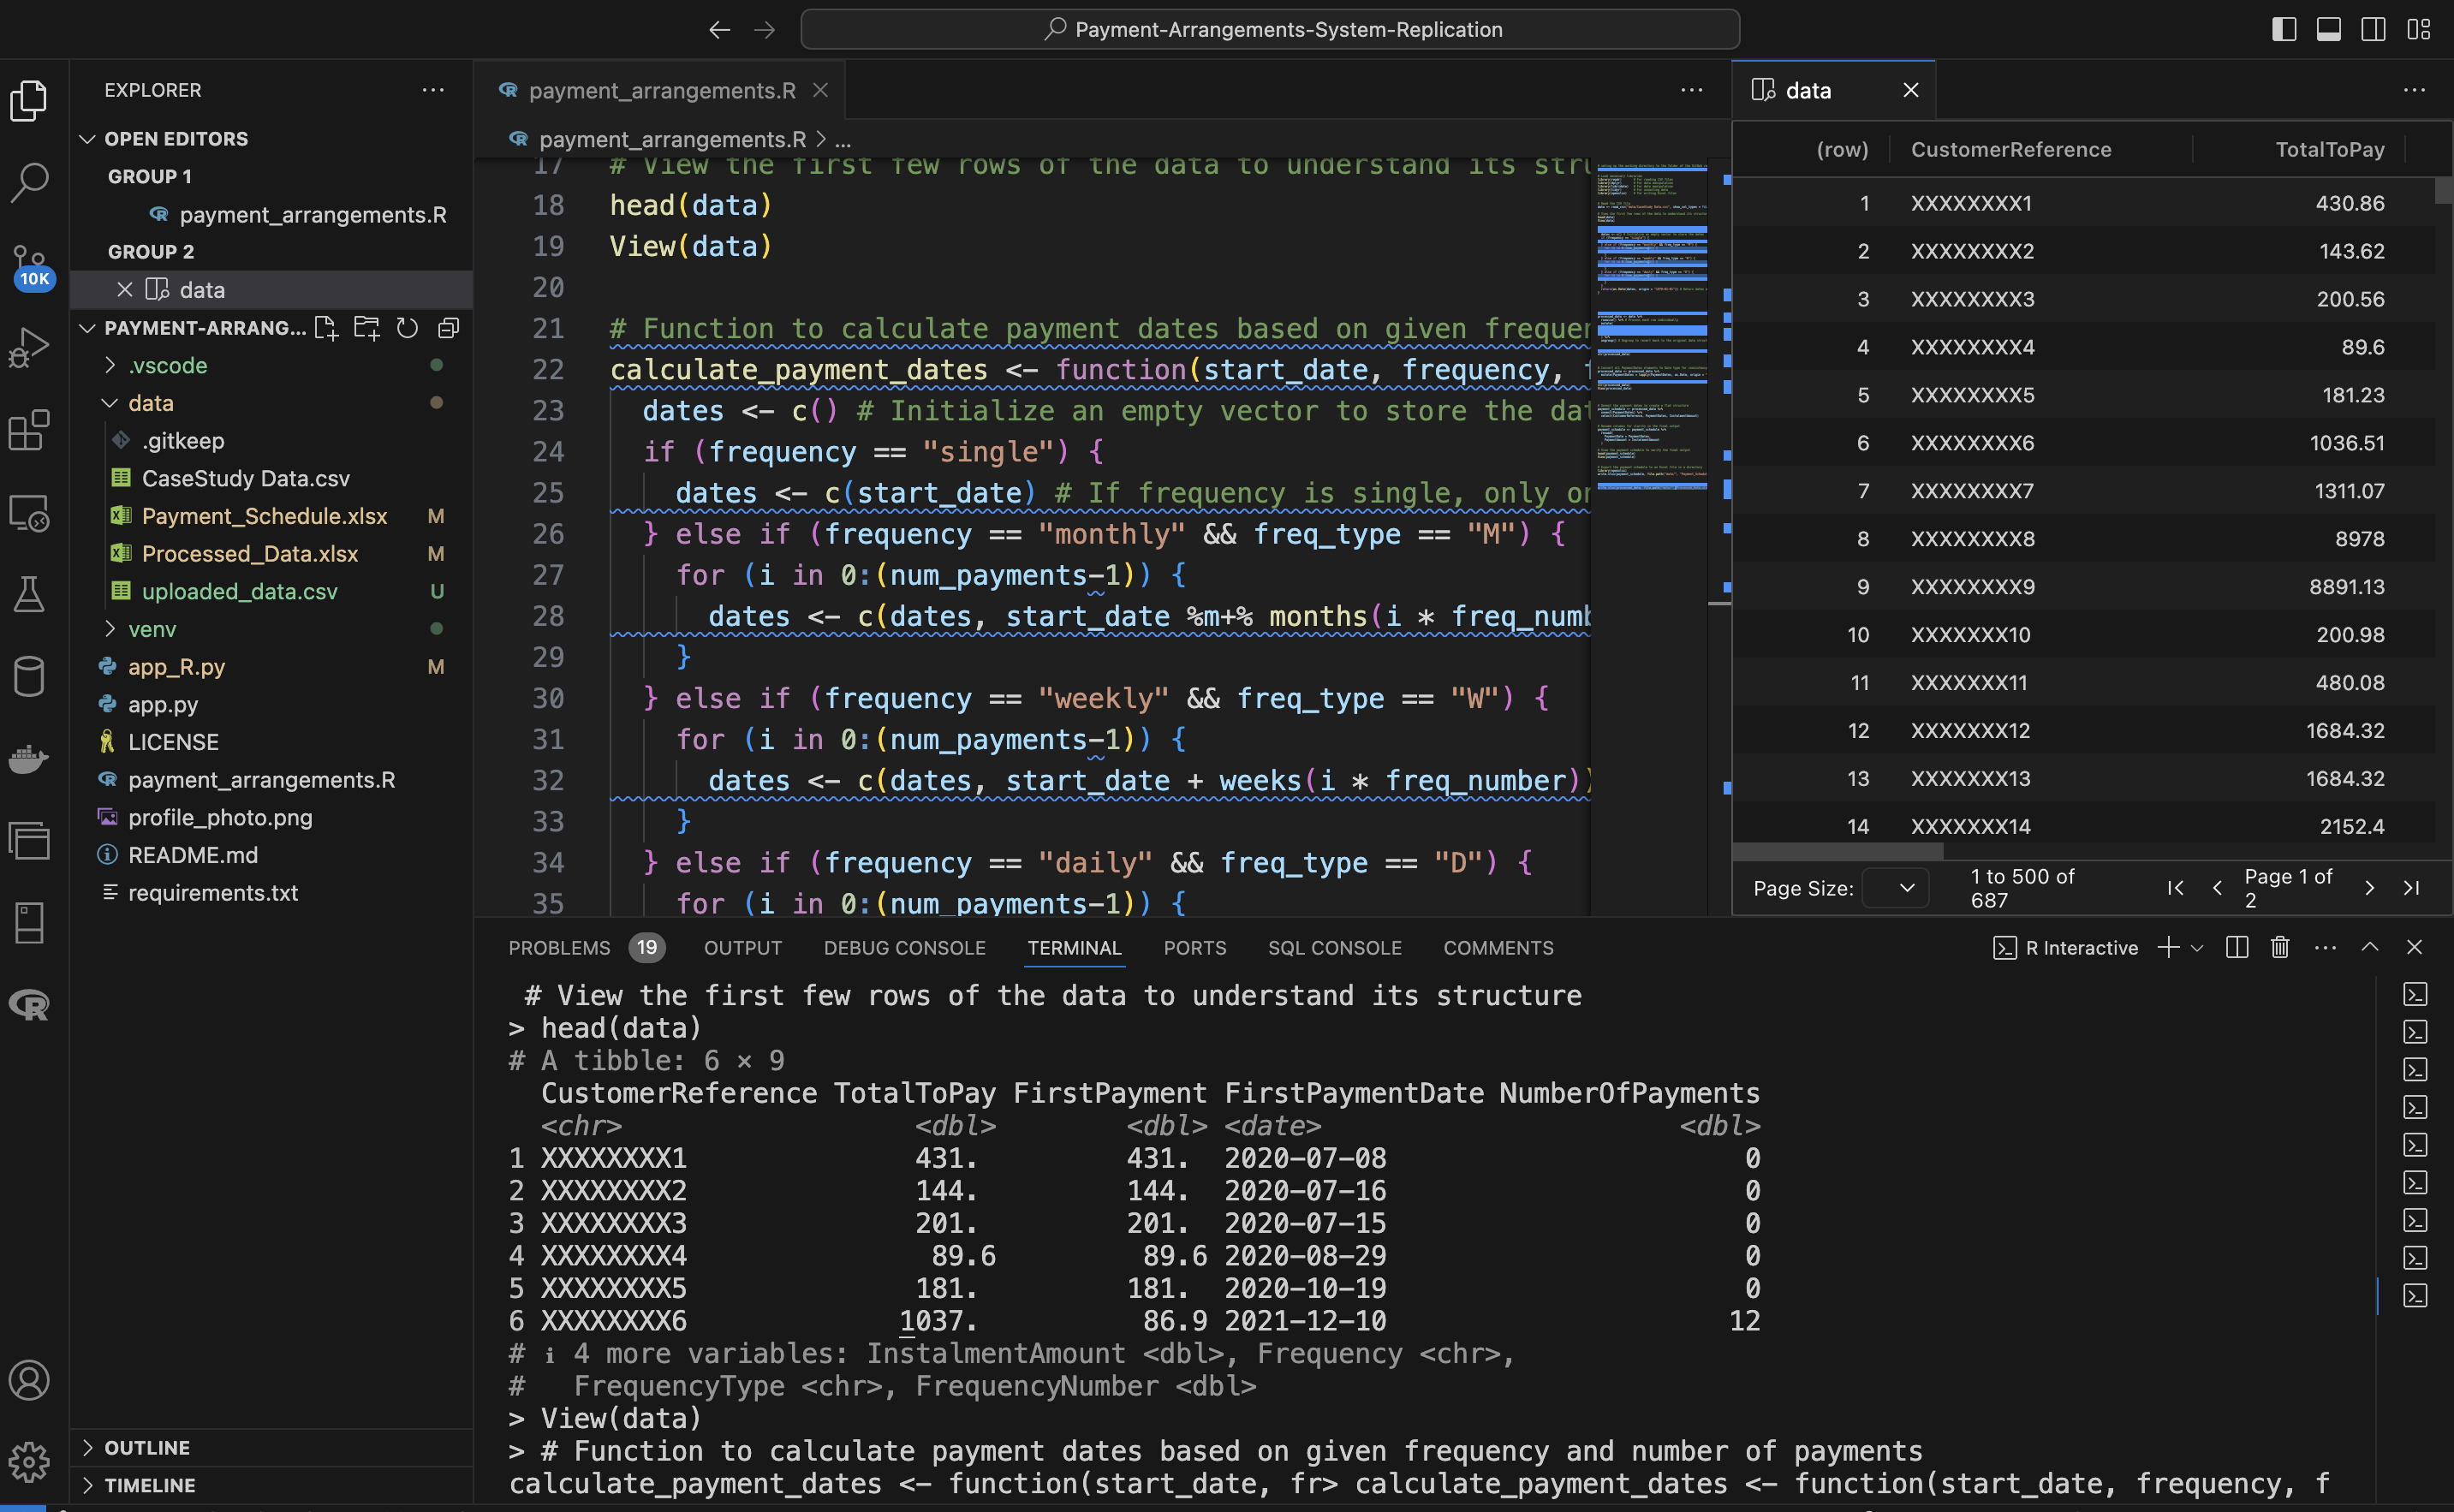 Payment-Arrangements-System-Replication
EXPLORER
OPEN EDITORS
GROUP 1
payment_arrangements.R
GROUP 2
data
PAYMENT-ARRANG...
.vscode
data
.gitkeep
CaseStudy Data.csv
Payment_Schedule.xlsx M
Processed_Data.xlsx M
uploaded_data.csv U
venv
app_R.py M
app.py
LICENSE
payment_arrangements.R
profile_photo.png
README.md
requirements.txt
OUTLINE
TIMELINE
10K
payment_arrangements.R
payment_arrangements.R > ...
17 # View the first few rows of the data to understand its stru
18 head(data)
19 View(data)
20
21 # Function to calculate payment dates based on given frequen
22 calculate_payment_dates <- function(start_date, frequency, f
23 dates <- c() # Initialize an empty vector to store the dat
24 if (frequency == "single") {
25 dates <- c(start_date) # If frequency is single, only on
26 } else if (frequency == "monthly" && freq_type == "M") {
27 for (i in 0:(num_payments-1)) {
28 dates <- c(dates, start_date %m+% months(i * freq_numb
29 }
30 } else if (frequency == "weekly" && freq_type == "W") {
31 for (i in 0:(num_payments-1)) {
32 dates <- c(dates, start_date + weeks(i * freq_number))
33 }
34 } else if (frequency == "daily" && freq_type == "D") {
35 for (i in 0:(num_payments-1)) {
data
(row) CustomerReference TotalToPay
1 XXXXXXXX1 430.86
2 XXXXXXXX2 143.62
3 XXXXXXXX3 200.56
4 XXXXXXXX4 89.6
5 XXXXXXXX5 181.23
6 XXXXXXXX6 1036.51
7 XXXXXXXX7 1311.07
8 XXXXXXXX8 8978
9 XXXXXXXX9 8891.13
10 XXXXXXX10 200.98
11 XXXXXXX11 480.08
12 XXXXXXX12 1684.32
13 XXXXXXX13 1684.32
14 XXXXXXX14 2152.4
Page Size:
1 to 500 of
687
Page 1 of
2
PROBLEMS 19 OUTPUT DEBUG CONSOLE TERMINAL PORTS SQL CONSOLE COMMENTS
R Interactive
# View the first few rows of the data to understand its structure
> head(data)
# A tibble: 6 × 9
CustomerReference TotalToPay FirstPayment FirstPaymentDate NumberOfPayments
<chr> <dbl> <dbl> <date> <dbl>
1 XXXXXXXX1 431. 431. 2020-07-08 0
2 XXXXXXXX2 144. 144. 2020-07-16 0
3 XXXXXXXX3 201. 201. 2020-07-15 0
4 XXXXXXXX4 89.6 89.6 2020-08-29 0
5 XXXXXXXX5 181. 181. 2020-10-19 0
6 XXXXXXXX6 1037. 86.9 2021-12-10 12
# ℹ 4 more variables: InstalmentAmount <dbl>, Frequency <chr>,
# FrequencyType <chr>, FrequencyNumber <dbl>
> View(data)
> # Function to calculate payment dates based on given frequency and number of payments
calculate_payment_dates <- function(start_date, fr> calculate_payment_dates <- function(start_date, frequency, f